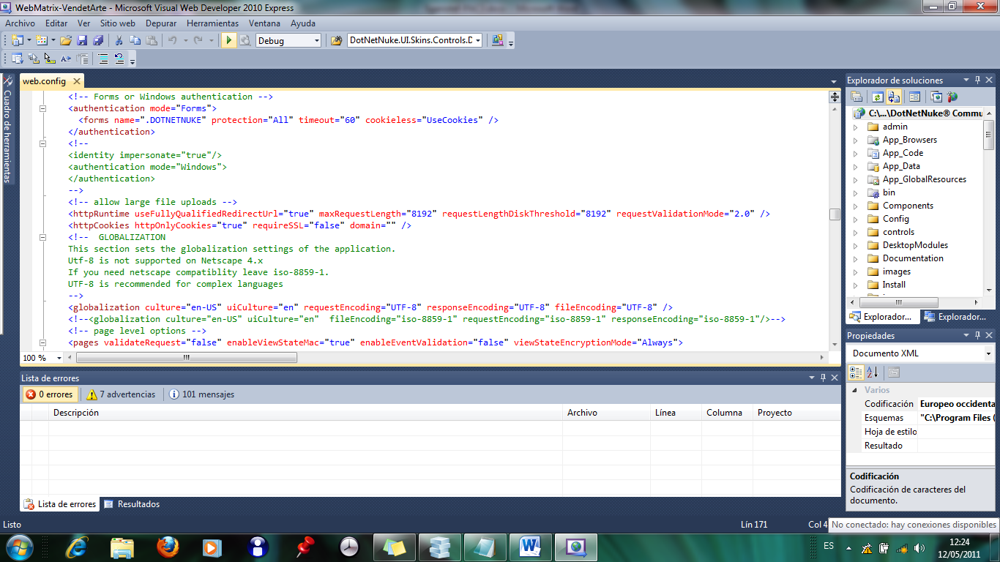 WebMatrix-VendetArte - Microsoft Visual Web Developer 2010 Express
Archivo Editar Ver Sitio web Depurar Herramientas Ventana Ayuda
Debug DotNetNuke.UI.Skins.Controls.D
Cuadro de herramientas
web.config
<!-- Forms or Windows authentication -->
<authentication mode="Forms">
<forms name=".DOTNETNUKE" protection="All" timeout="60" cookieless="UseCookies" />
</authentication>
<!--
<identity impersonate="true"/>
<authentication mode="Windows">
</authentication>
-->
<!-- allow large file uploads -->
<httpRuntime useFullyQualifiedRedirectUrl="true" maxRequestLength="8192" requestLengthDiskThreshold="8192" requestValidationMode="2.0" />
<httpCookies httpOnlyCookies="true" requireSSL="false" domain="" />
<!--  GLOBALIZATION
This section sets the globalization settings of the application.
Utf-8 is not supported on Netscape 4.x
If you need netscape compatiblity leave iso-8859-1.
UTF-8 is recommended for complex languages
-->
<globalization culture="en-US" uiCulture="en" requestEncoding="UTF-8" responseEncoding="UTF-8" fileEncoding="UTF-8" />
<!--<globalization culture="en-US" uiCulture="en"  fileEncoding="iso-8859-1" requestEncoding="iso-8859-1" responseEncoding="iso-8859-1"/>-->
<!-- page level options -->
<pages validateRequest="false" enableViewStateMac="true" enableEventValidation="false" viewStateEncryptionMode="Always">
100 %
Explorador de soluciones
C:\...\DotNetNuke® Commu
admin
App_Browsers
App_Code
App_Data
App_GlobalResources
bin
Components
Config
controls
DesktopModules
Documentation
images
Install
Explorador... Explorador...
Propiedades
Documento XML
Varios
Codificación Europeo occidenta
Esquemas "C:\Program Files (
Hoja de estilo
Resultado
Codificación
Codificación de caracteres del
documento.
Lista de errores
0 errores 7 advertencias 101 mensajes
Descripción Archivo Línea Columna Proyecto
Lista de errores Resultados
Listo Lín 171 Col 4
No conectado: hay conexiones disponibles
ES 12:24
12/05/2011